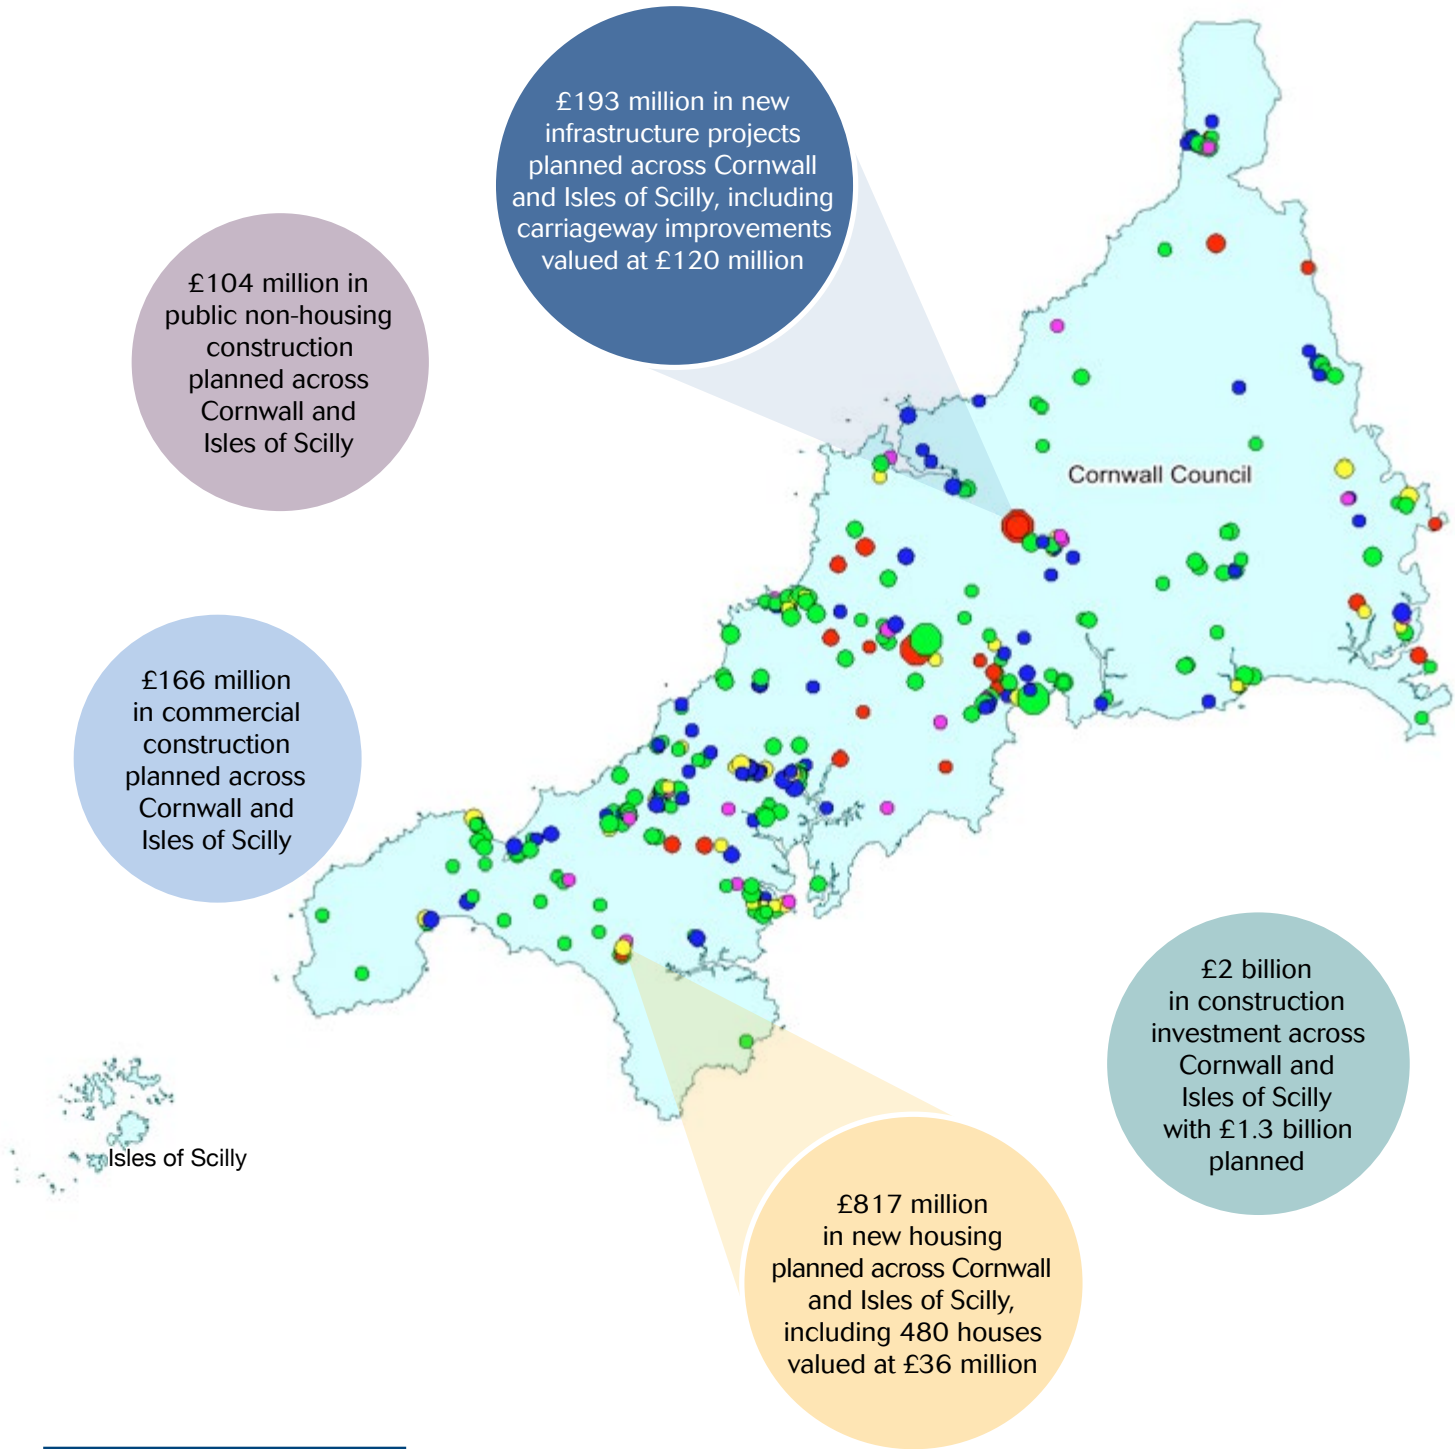 £193 million in new
infrastructure projects
planned across Cornwall
and Isles of Scilly, including
carriageway improvements
valued at £120 million
£104 million in
public non-housing
construction
planned across
Cornwall and
Isles of Scilly
Cornwall Council
£166 million
in commercial
construction
planned across
Cornwall and
Isles of Scilly
£2 billion
in construction
investment across
Cornwall and
Isles of Scilly
with £1.3 billion
planned
Isles of Scilly
£817 million
in new housing
planned across Cornwall
and Isles of Scilly,
including 480 houses
valued at £36 million